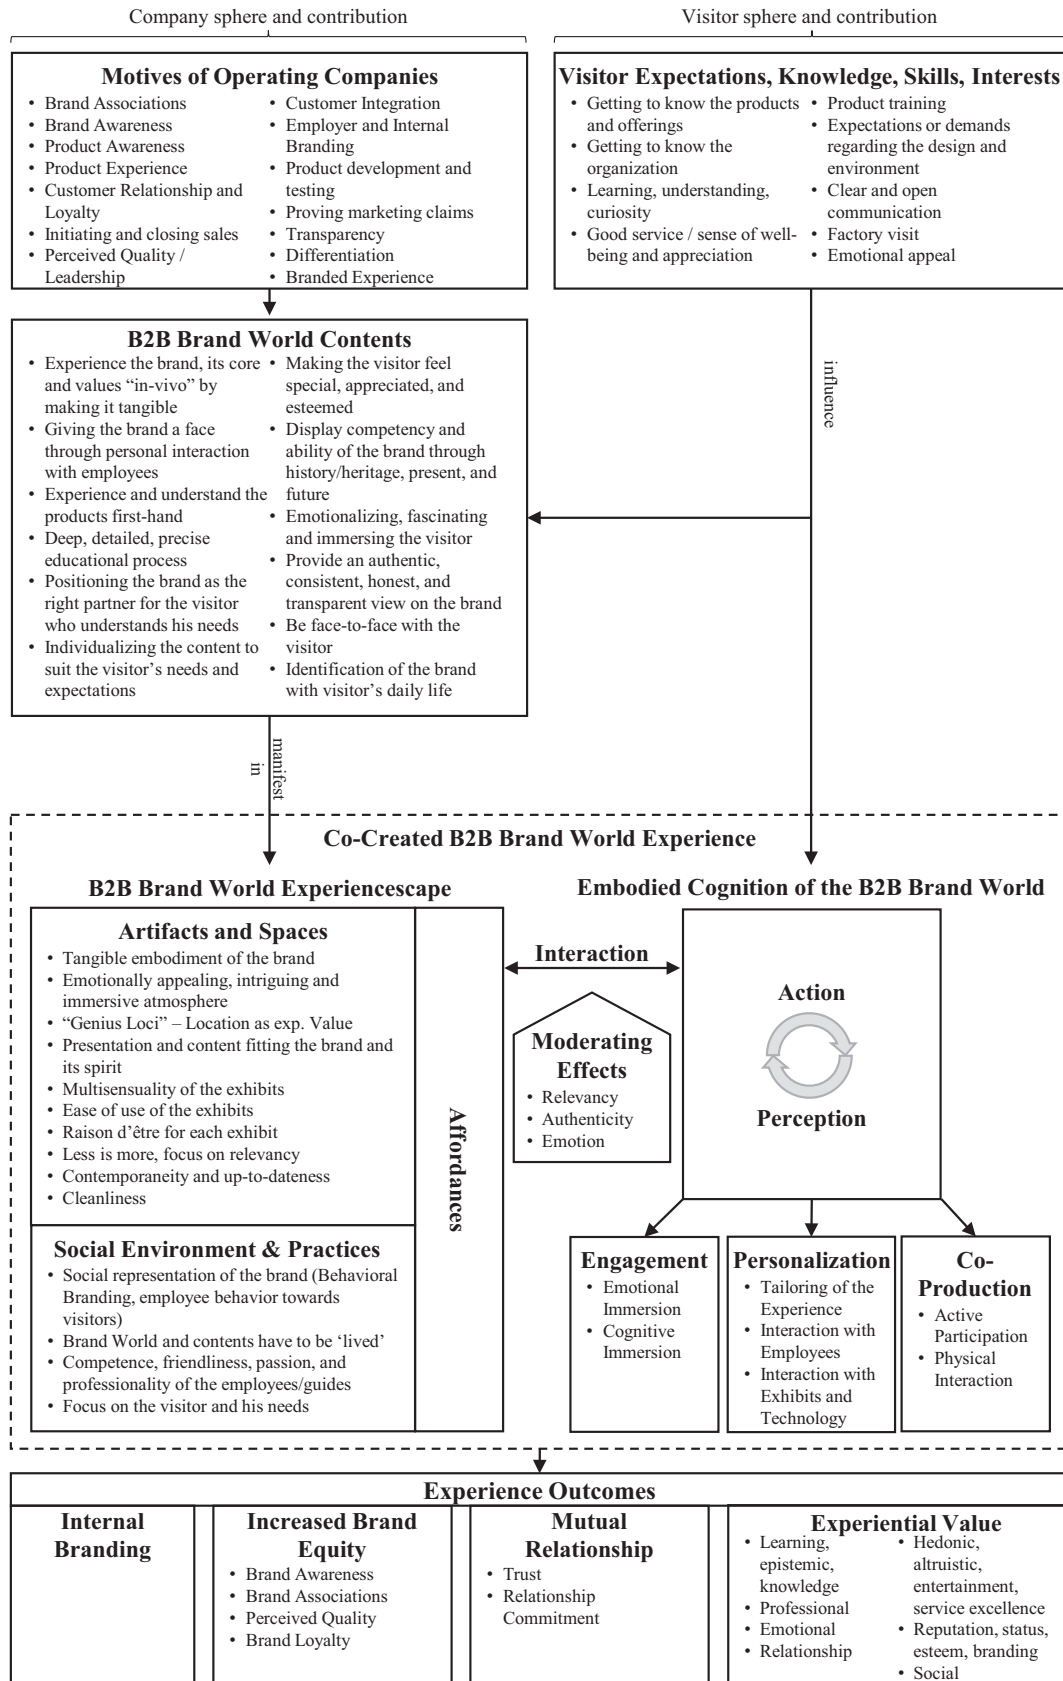 Company sphere and contribution
Visitor sphere and contribution
Motives of Operating Companies
• Brand Associations
• Brand Awareness
• Product Awareness
• Product Experience
• Customer Relationship and
Loyalty
• Initiating and closing sales
• Perceived Quality /
Leadership
• Customer Integration
• Employer and Internal
Branding
• Product development and
testing
• Proving marketing claims
• Transparency
• Differentiation
• Branded Experience
Visitor Expectations, Knowledge, Skills, Interests
• Getting to know the products
and offerings
• Getting to know the
organization
• Learning, understanding,
curiosity
• Good service / sense of well-
being and appreciation
• Product training
• Expectations or demands
regarding the design and
environment
• Clear and open
communication
• Factory visit
• Emotional appeal
B2B Brand World Contents
• Experience the brand, its core
and values “in-vivo” by
making it tangible
• Giving the brand a face
through personal interaction
with employees
• Experience and understand the
products first-hand
• Deep, detailed, precise
educational process
• Positioning the brand as the
right partner for the visitor
who understands his needs
• Individualizing the content to
suit the visitor’s needs and
expectations
• Making the visitor feel
special, appreciated, and
esteemed
• Display competency and
ability of the brand through
history/heritage, present, and
future
• Emotionalizing, fascinating
and immersing the visitor
• Provide an authentic,
consistent, honest, and
transparent view on the brand
• Be face-to-face with the
visitor
• Identification of the brand
with visitor’s daily life
influence
manifest
in
Co-Created B2B Brand World Experience
B2B Brand World Experiencescape
Embodied Cognition of the B2B Brand World
Artifacts and Spaces
• Tangible embodiment of the brand
• Emotionally appealing, intriguing and
immersive atmosphere
• “Genius Loci” – Location as exp. Value
• Presentation and content fitting the brand and
its spirit
• Multisensuality of the exhibits
• Ease of use of the exhibits
• Raison d’être for each exhibit
• Less is more, focus on relevancy
• Contemporaneity and up-to-dateness
• Cleanliness
Social Environment & Practices
• Social representation of the brand (Behavioral
Branding, employee behavior towards
visitors)
• Brand World and contents have to be ‘lived’
• Competence, friendliness, passion, and
professionality of the employees/guides
• Focus on the visitor and his needs
Affordances
Interaction
Moderating
Effects
• Relevancy
• Authenticity
• Emotion
Action
Perception
Engagement
• Emotional
Immersion
• Cognitive
Immersion
Personalization
• Tailoring of the
Experience
• Interaction with
Employees
• Interaction with
Exhibits and
Technology
Co-
Production
• Active
Participation
• Physical
Interaction
Experience Outcomes
Internal
Branding
Increased Brand
Equity
• Brand Awareness
• Brand Associations
• Perceived Quality
• Brand Loyalty
Mutual
Relationship
• Trust
• Relationship
Commitment
Experiential Value
• Learning,
epistemic,
knowledge
• Professional
• Emotional
• Relationship
• Hedonic,
altruistic,
entertainment,
service excellence
• Reputation, status,
esteem, branding
• Social